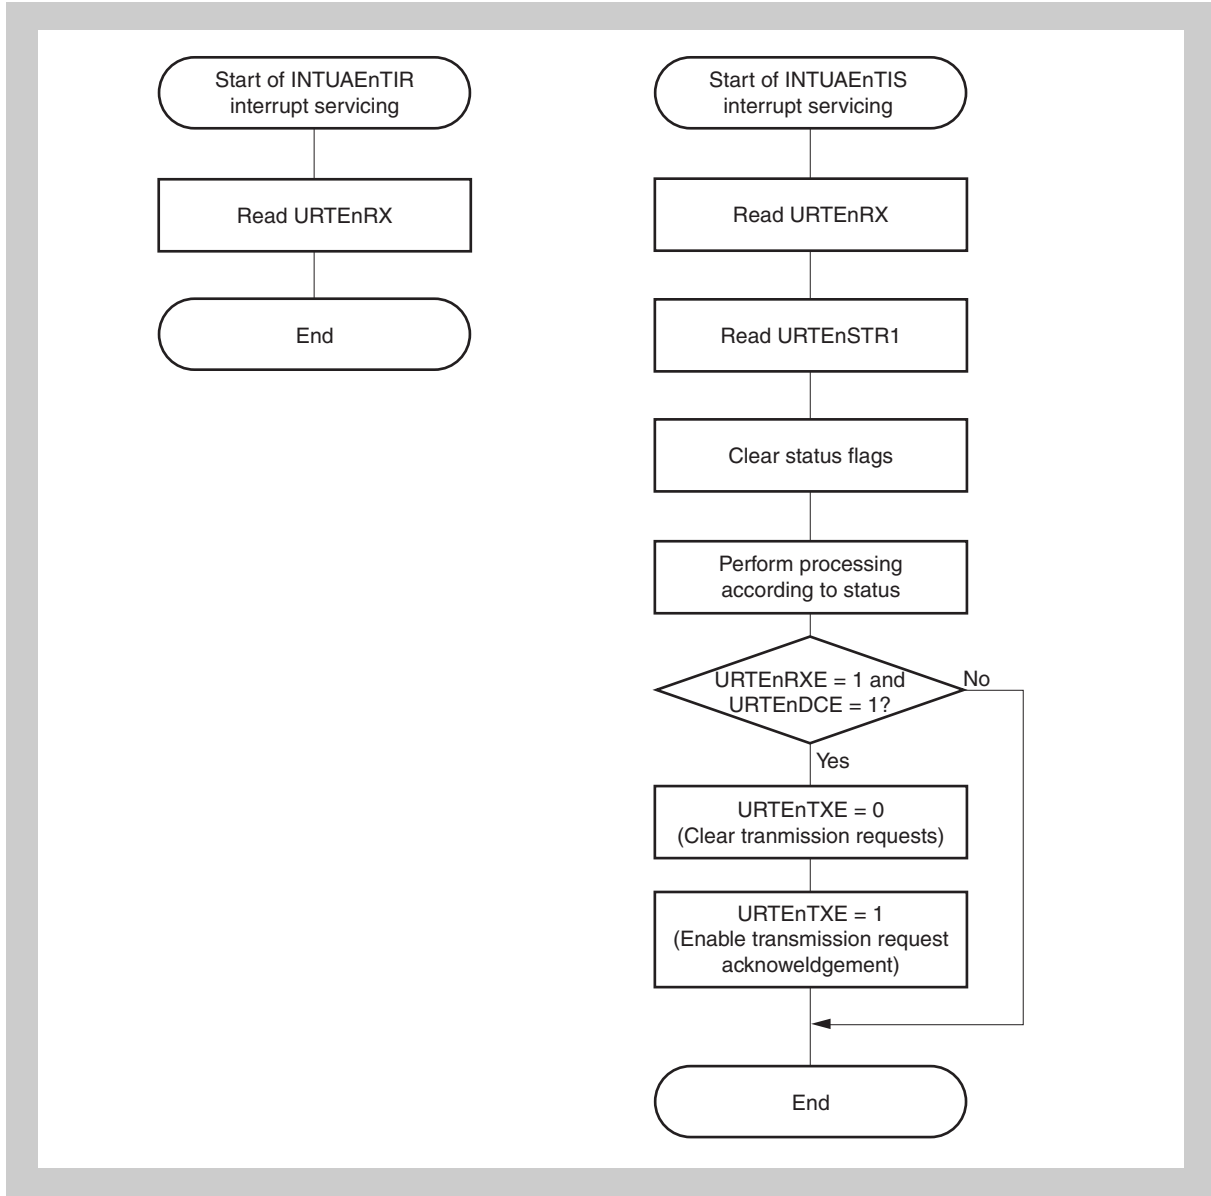 Start of INTUAEnTIR
interrupt servicing
Read URTEnRX
End
Start of INTUAEnTIS
interrupt servicing
Read URTEnRX
Read URTEnSTR1
Clear status flags
Perform processing
according to status
URTEnRXE = 1 and
URTEnDCE = 1?
No
Yes
URTEnTXE = 0
(Clear tranmission requests)
URTEnTXE = 1
(Enable transmission request
acknoweldgement)
End